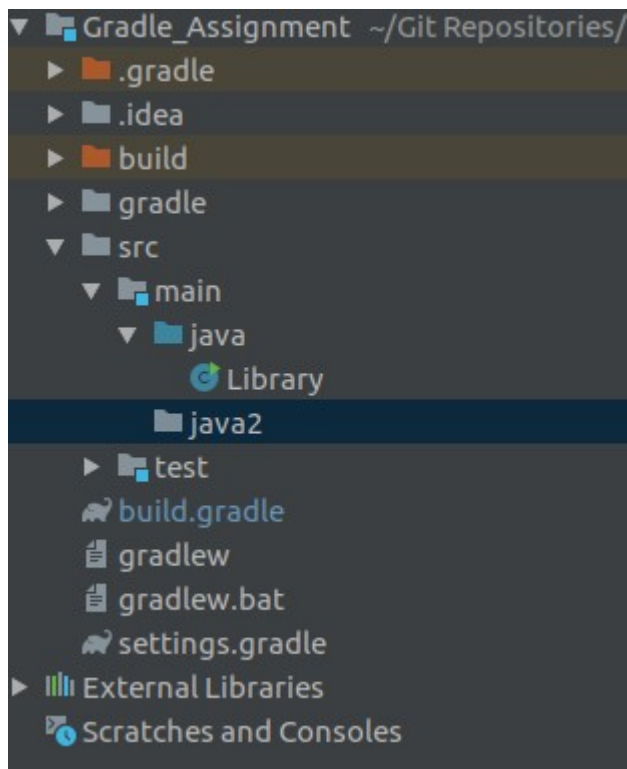 Gradle_Assignment ~/Git Repositories/
.gradle
.idea
build
gradle
src
main
java
Library
java2
test
build.gradle
gradlew
gradlew.bat
settings.gradle
External Libraries
Scratches and Consoles